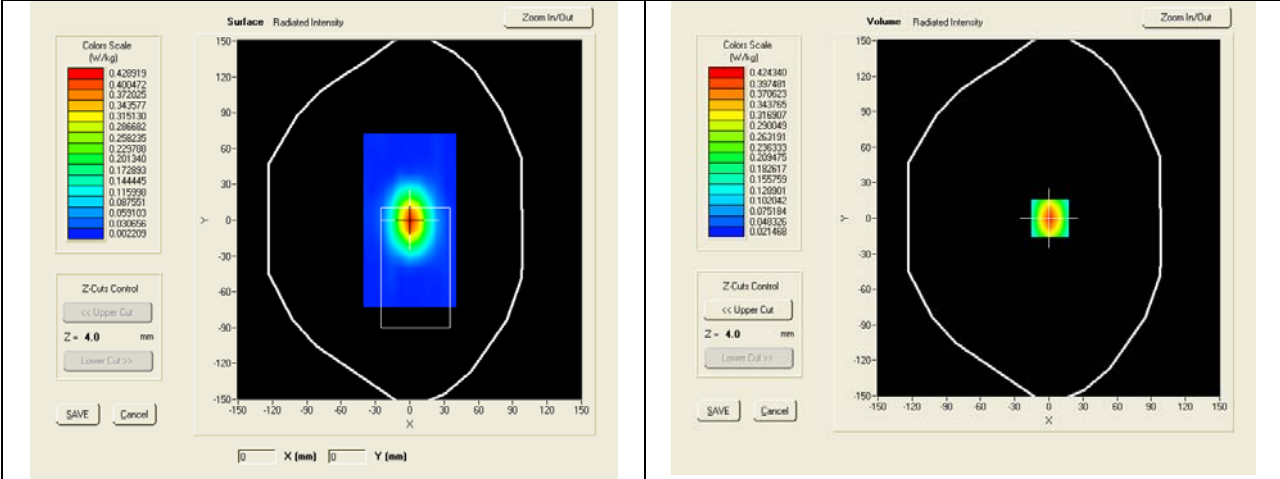 Surface Radiated Intensity
Zoom In/Out
Colors Scale
(W/kg)
0.428919
0.400472
0.372025
0.343577
0.315130
0.286682
0.258235
0.229788
0.201340
0.172893
0.144445
0.115998
0.087551
0.059103
0.030656
0.002209
150
120
90
60
30
0
-30
-60
-90
-120
-150
Y
-150 -120 -90 -60 -30 0 30 60 90 120 150
X
Z-Cuts Control
<< Upper Cut
Z = 4.0 mm
Lower Cut >>
SAVE Cancel
0 X (mm) 0 Y (mm)
Volume Radiated Intensity
Zoom In/Out
Colors Scale
(W/kg)
0.424340
0.397481
0.370623
0.343765
0.316907
0.290049
0.263191
0.236333
0.209475
0.182617
0.155759
0.128901
0.102042
0.075184
0.048326
0.021468
150
120
90
60
30
0
-30
-60
-90
-120
-150
Y
-150 -120 -90 -60 -30 0 30 60 90 120 150
X
Z-Cuts Control
<< Upper Cut
Z = 4.0 mm
Lower Cut >>
SAVE Cancel